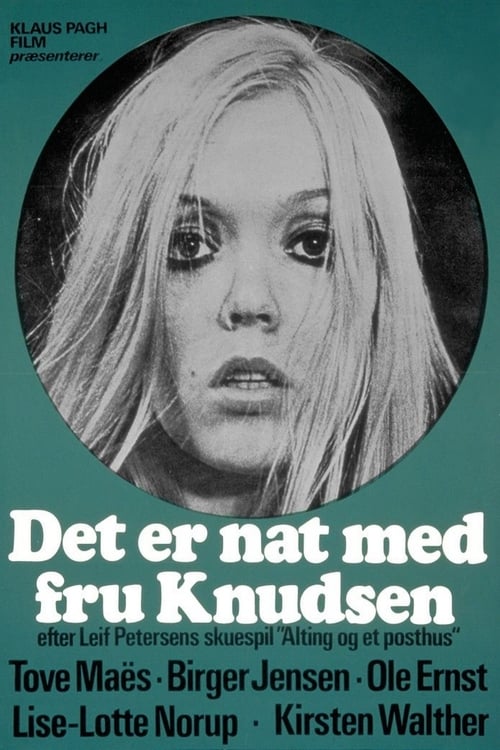 KLAUS PAGH
FILM
præsenterer
Det er nat med
fru Knudsen
efter Leif Petersens skuespil "Alting og et posthus"
Tove Maës · Birger Jensen · Ole Ernst
Lise-Lotte Norup · Kirsten Walther